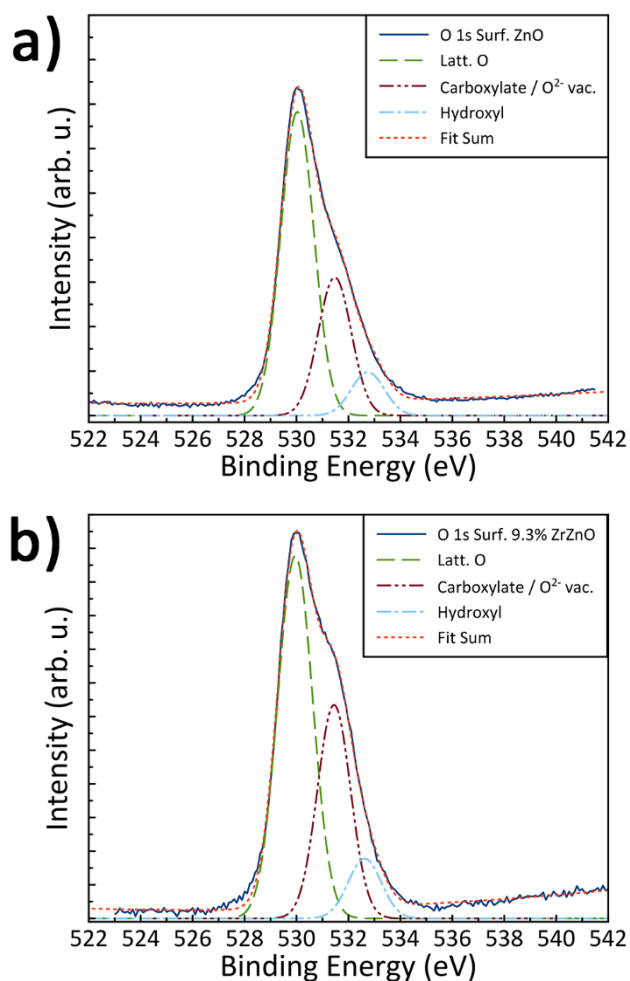 a)
O 1s Surf. ZnO
Latt. O
Carboxylate / O²⁻ vac.
Hydroxyl
Fit Sum
Intensity (arb. u.)
522 524 526 528 530 532 534 536 538 540 542
Binding Energy (eV)
b)
O 1s Surf. 9.3% ZrZnO
Latt. O
Carboxylate / O²⁻ vac.
Hydroxyl
Fit Sum
Intensity (arb. u.)
522 524 526 528 530 532 534 536 538 540 542
Binding Energy (eV)